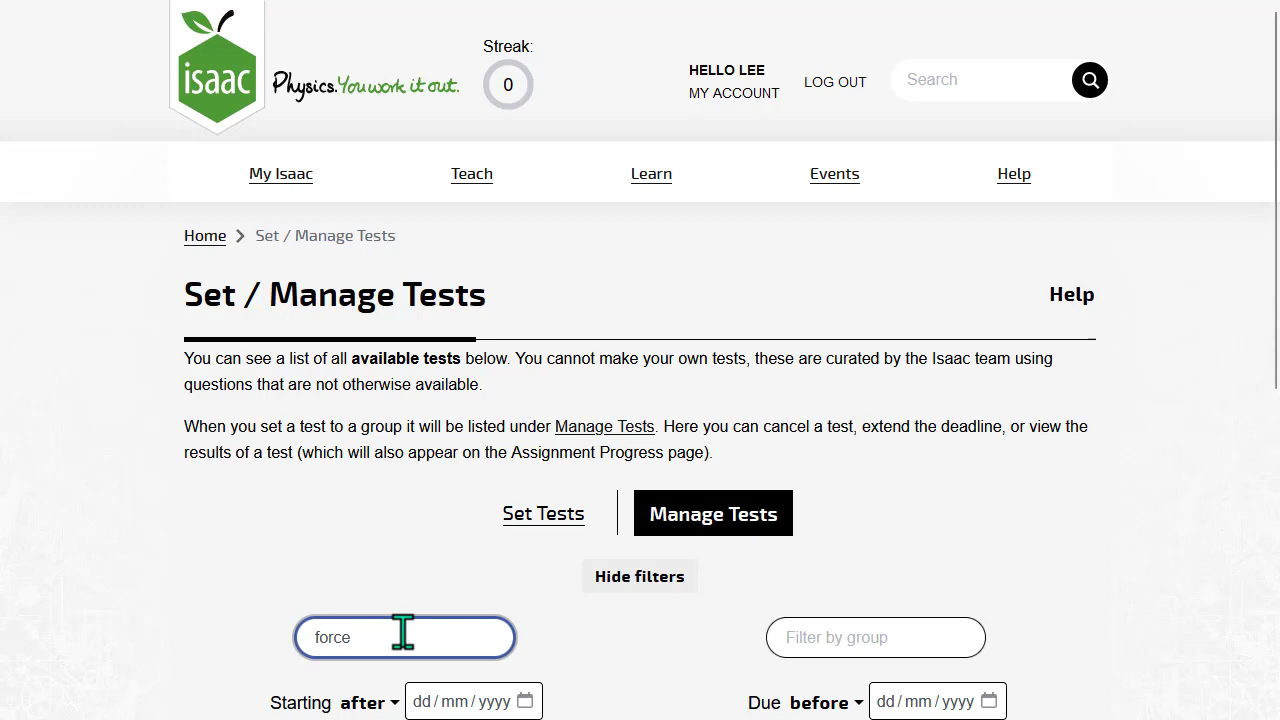 isaac
Physics. You work it out.
Streak:
0
HELLO LEE
MY ACCOUNT
LOG OUT
Search
My Isaac
Teach
Learn
Events
Help
Home
Set / Manage Tests
Set / Manage Tests
Help
You can see a list of all available tests below. You cannot make your own tests, these are curated by the Isaac team using
questions that are not otherwise available.
When you set a test to a group it will be listed under Manage Tests. Here you can cancel a test, extend the deadline, or view the
results of a test (which will also appear on the Assignment Progress page).
Set Tests
Manage Tests
Hide filters
force
Filter by group
Starting after dd/mm/yyyy
Due before dd/mm/yyyy